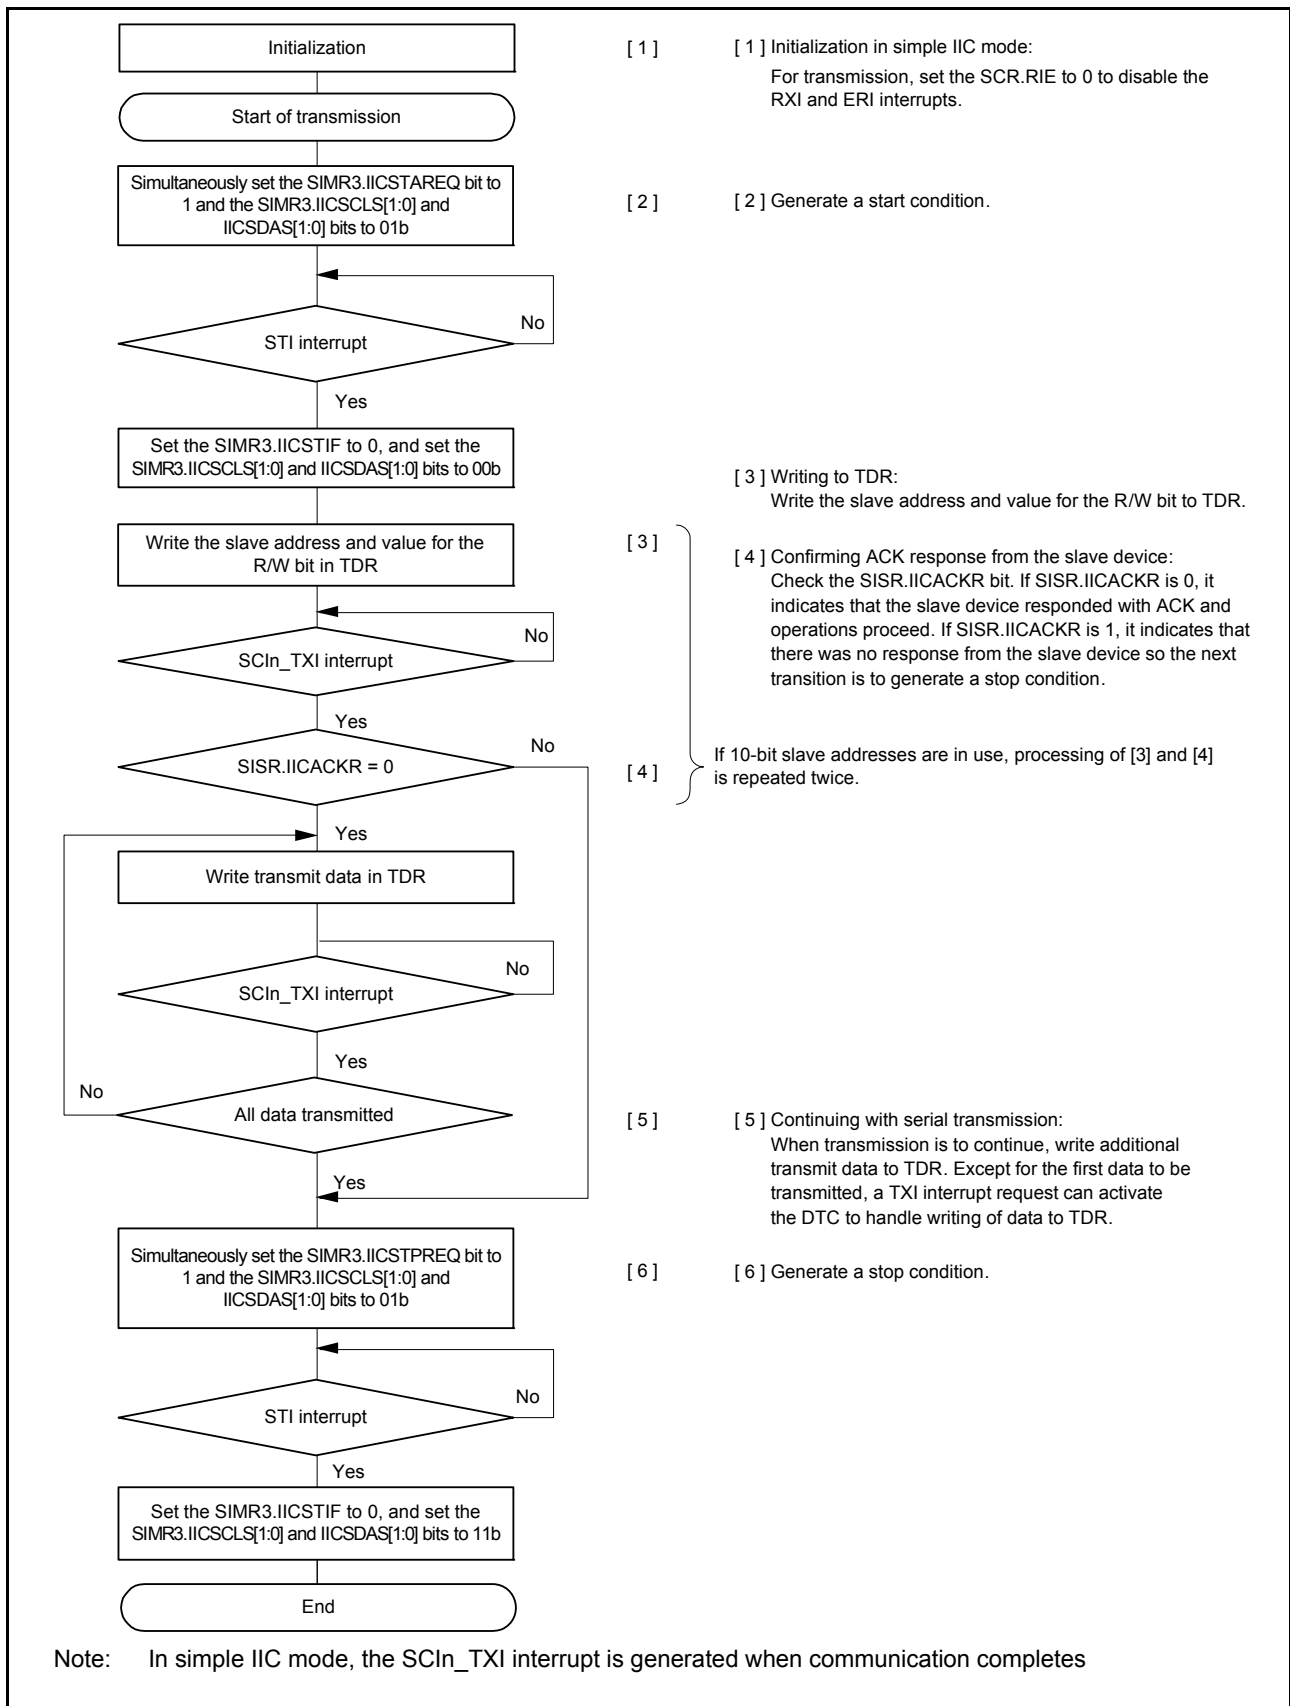 Initialization
[ 1 ]
[ 1 ] Initialization in simple IIC mode:
For transmission, set the SCR.RIE to 0 to disable the
RXI and ERI interrupts.
Start of transmission
Simultaneously set the SIMR3.IICSTAREQ bit to
1 and the SIMR3.IICSCLS[1:0] and
IICSDAS[1:0] bits to 01b
[ 2 ]
[ 2 ] Generate a start condition.
No
STI interrupt
Yes
Set the SIMR3.IICSTIF to 0, and set the
SIMR3.IICSCLS[1:0] and IICSDAS[1:0] bits to 00b
[ 3 ] Writing to TDR:
Write the slave address and value for the R/W bit to TDR.
Write the slave address and value for the
R/W bit in TDR
[ 3 ]
[ 4 ] Confirming ACK response from the slave device:
Check the SISR.IICACKR bit. If SISR.IICACKR is 0, it
indicates that the slave device responded with ACK and
operations proceed. If SISR.IICACKR is 1, it indicates that
there was no response from the slave device so the next
transition is to generate a stop condition.
No
SCIn_TXI interrupt
Yes
No
SISR.IICACKR = 0
[ 4 ]
If 10-bit slave addresses are in use, processing of [3] and [4]
is repeated twice.
Yes
Write transmit data in TDR
No
SCIn_TXI interrupt
Yes
No
All data transmitted
[ 5 ]
[ 5 ] Continuing with serial transmission:
When transmission is to continue, write additional
transmit data to TDR. Except for the first data to be
transmitted, a TXI interrupt request can activate
the DTC to handle writing of data to TDR.
Yes
Simultaneously set the SIMR3.IICSTPREQ bit to
1 and the SIMR3.IICSCLS[1:0] and
IICSDAS[1:0] bits to 01b
[ 6 ]
[ 6 ] Generate a stop condition.
No
STI interrupt
Yes
Set the SIMR3.IICSTIF to 0, and set the
SIMR3.IICSCLS[1:0] and IICSDAS[1:0] bits to 11b
End
Note: In simple IIC mode, the SCIn_TXI interrupt is generated when communication completes